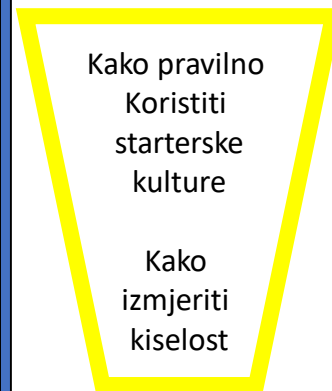 Kako pravilno
Koristiti
starterske
kulture
Kako
izmjeriti
kiselost